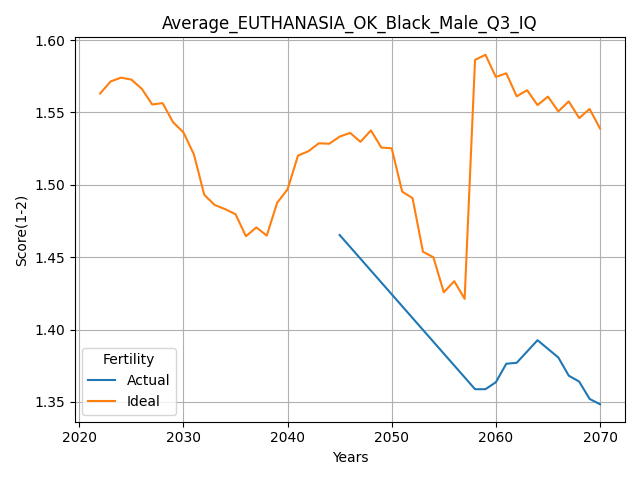 Average_EUTHANASIA_OK_Black_Male_Q3_IQ
1.60
1.55
1.50
1.45
1.40
1.35
Score(1-2)
Fertility
Actual
Ideal
2020 2030 2040 2050 2060 2070
Years